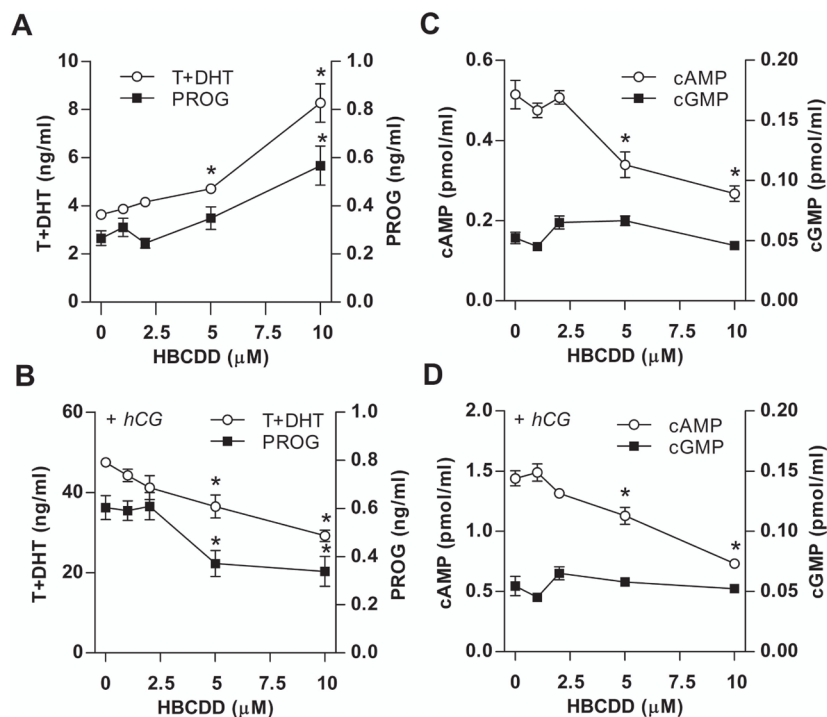 A
T+DHT
PROG
T+DHT (ng/ml)
10
8
6
4
2
0
*
*
*
1.0
0.8
0.6
0.4
0.2
0.0
PROG (ng/ml)
0
2.5
5
7.5
10
HBCDD (μM)
C
cAMP
cGMP
cAMP (pmol/ml)
0.6
0.4
0.2
0.0
*
*
0.20
0.15
0.10
0.05
0.00
cGMP (pmol/ml)
0
2.5
5
7.5
10
HBCDD (μM)
B
+ hCG
T+DHT
PROG
T+DHT (ng/ml)
60
40
20
0
*
*
*
*
1.0
0.8
0.6
0.4
0.2
0.0
PROG (ng/ml)
0
2.5
5
7.5
10
HBCDD (μM)
D
+ hCG
cAMP
cGMP
cAMP (pmol/ml)
2.0
1.5
1.0
0.5
0.0
*
*
0.20
0.15
0.10
0.05
0.00
cGMP (pmol/ml)
0
2.5
5
7.5
10
HBCDD (μM)